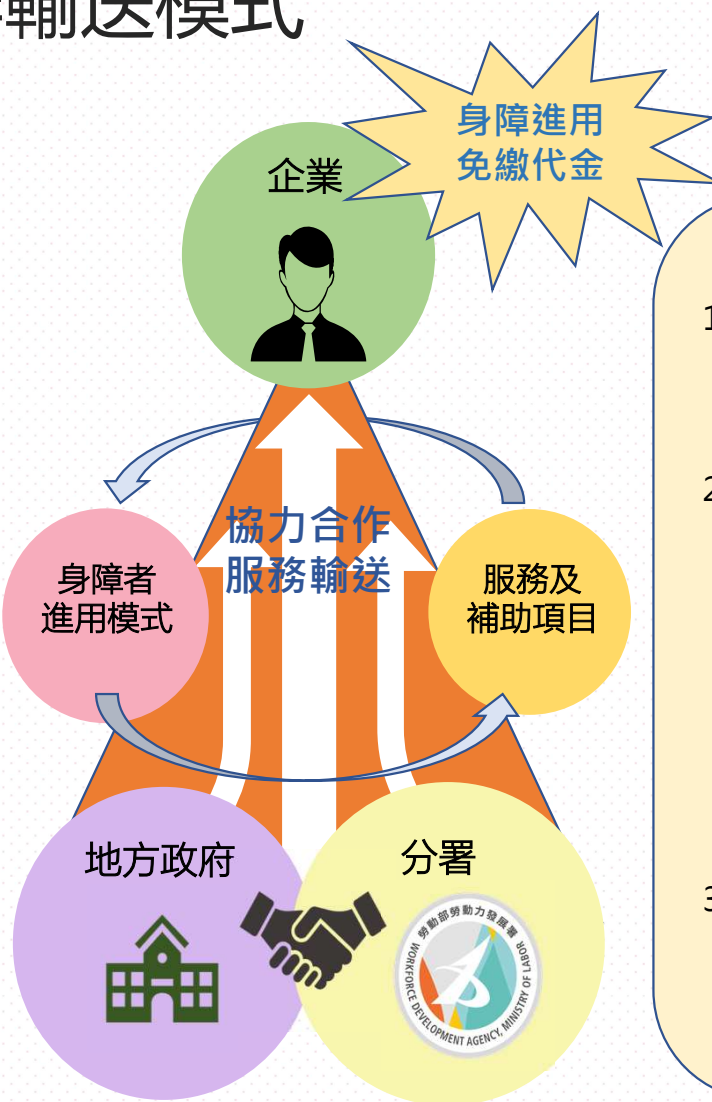 輸送模式
身障進用
免繳代金
企業
1
協力合作
服務輸送
身障者
進用模式
服務及
補助項目
2
地方政府
分署
3
勞動部勞動力發展署
WORKFORCE DEVELOPMENT AGENCY, MINISTRY OF LABOR